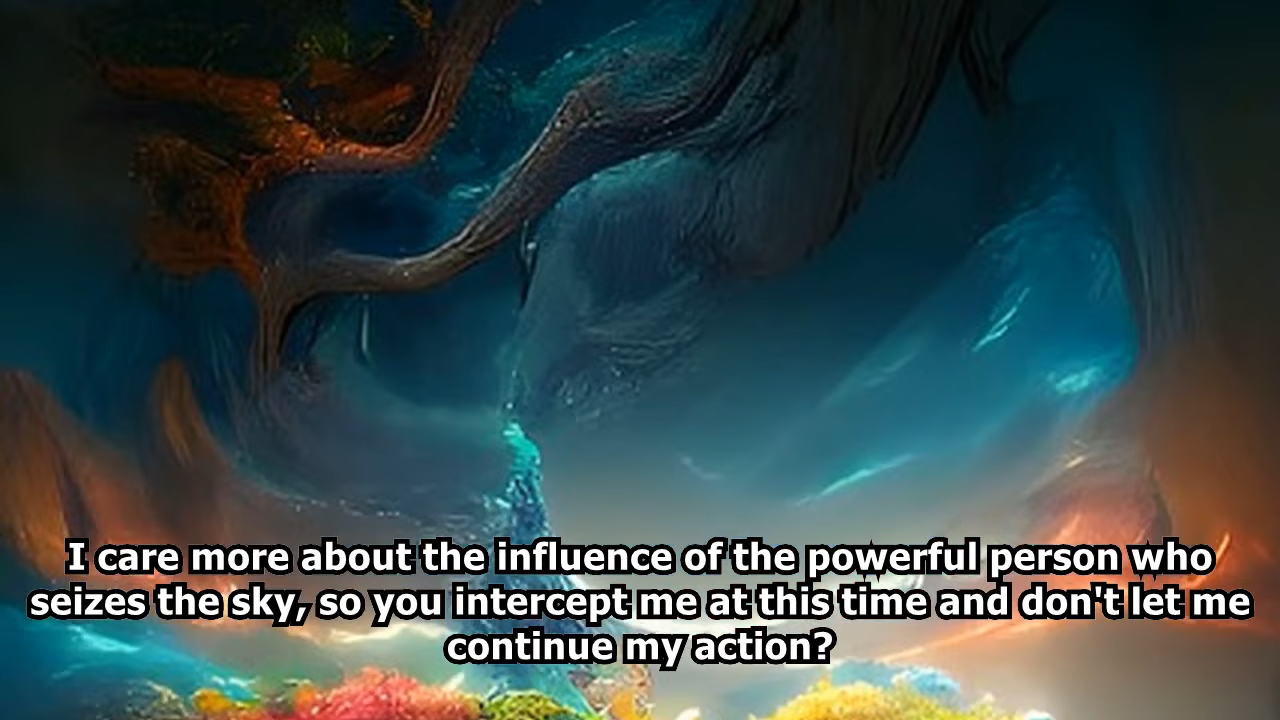 I care more about the influence of the powerful person who
seizes the sky, so you intercept me at this time and don't let me
continue my action?